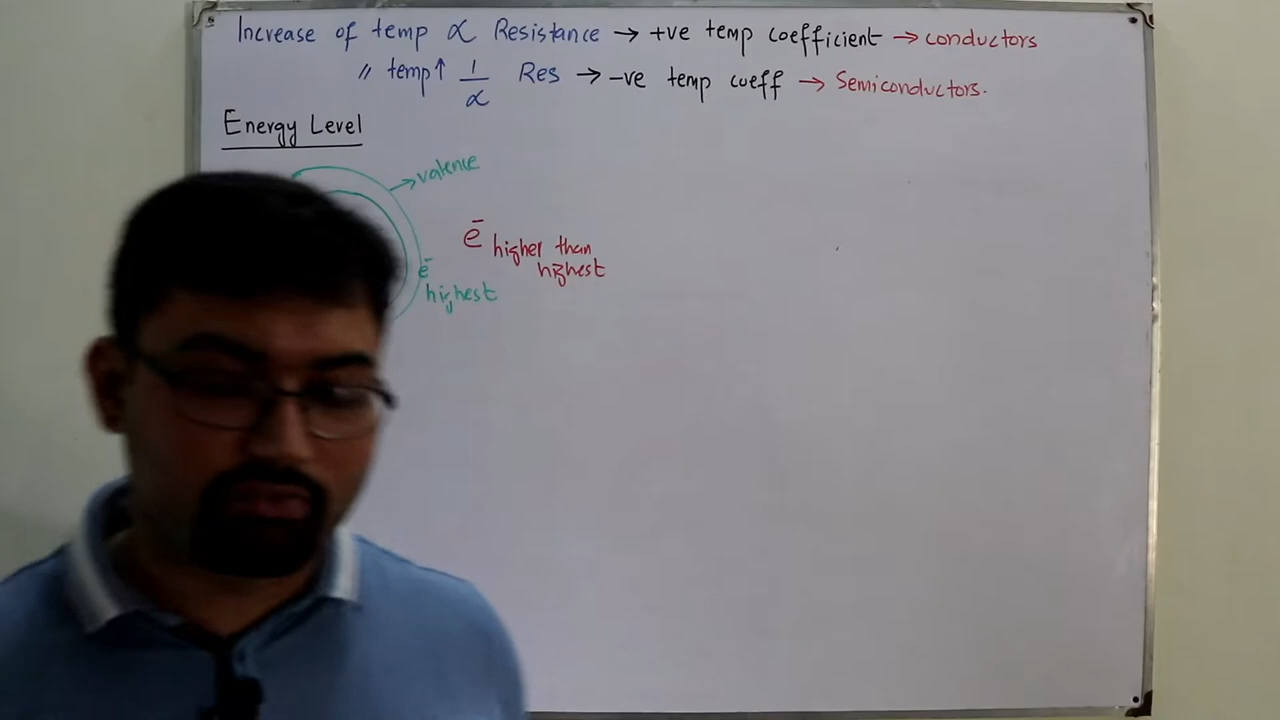 Increase of temp ∝ Resistance → +ve temp coefficient → conductors
〃 temp↑ 1/∝ Res → -ve temp coeff → Semiconductors.
Energy Level
→ valence
e̅ higher than
highest
e̅
highest